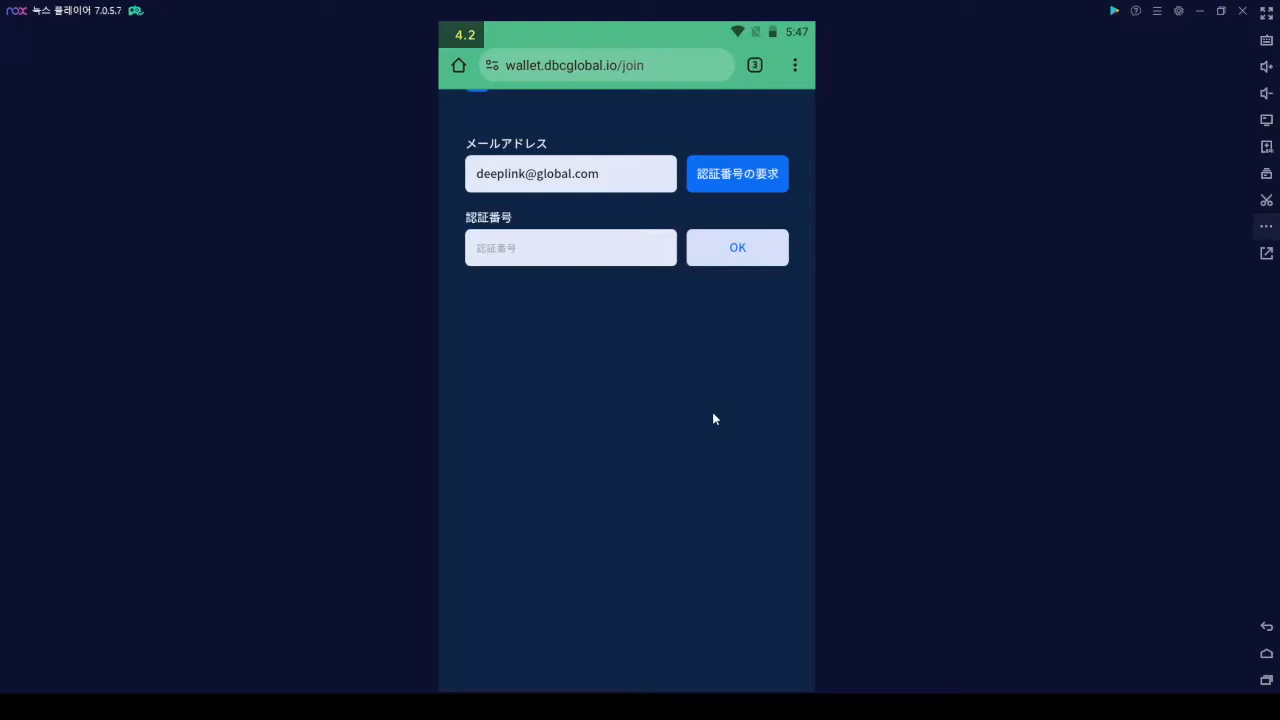 nox 녹스 플레이어 7.0.5.7
4.2
5:47
wallet.dbcglobal.io/join
3
メールアドレス
deeplink@global.com
認証番号の要求
認証番号
認証番号
OK